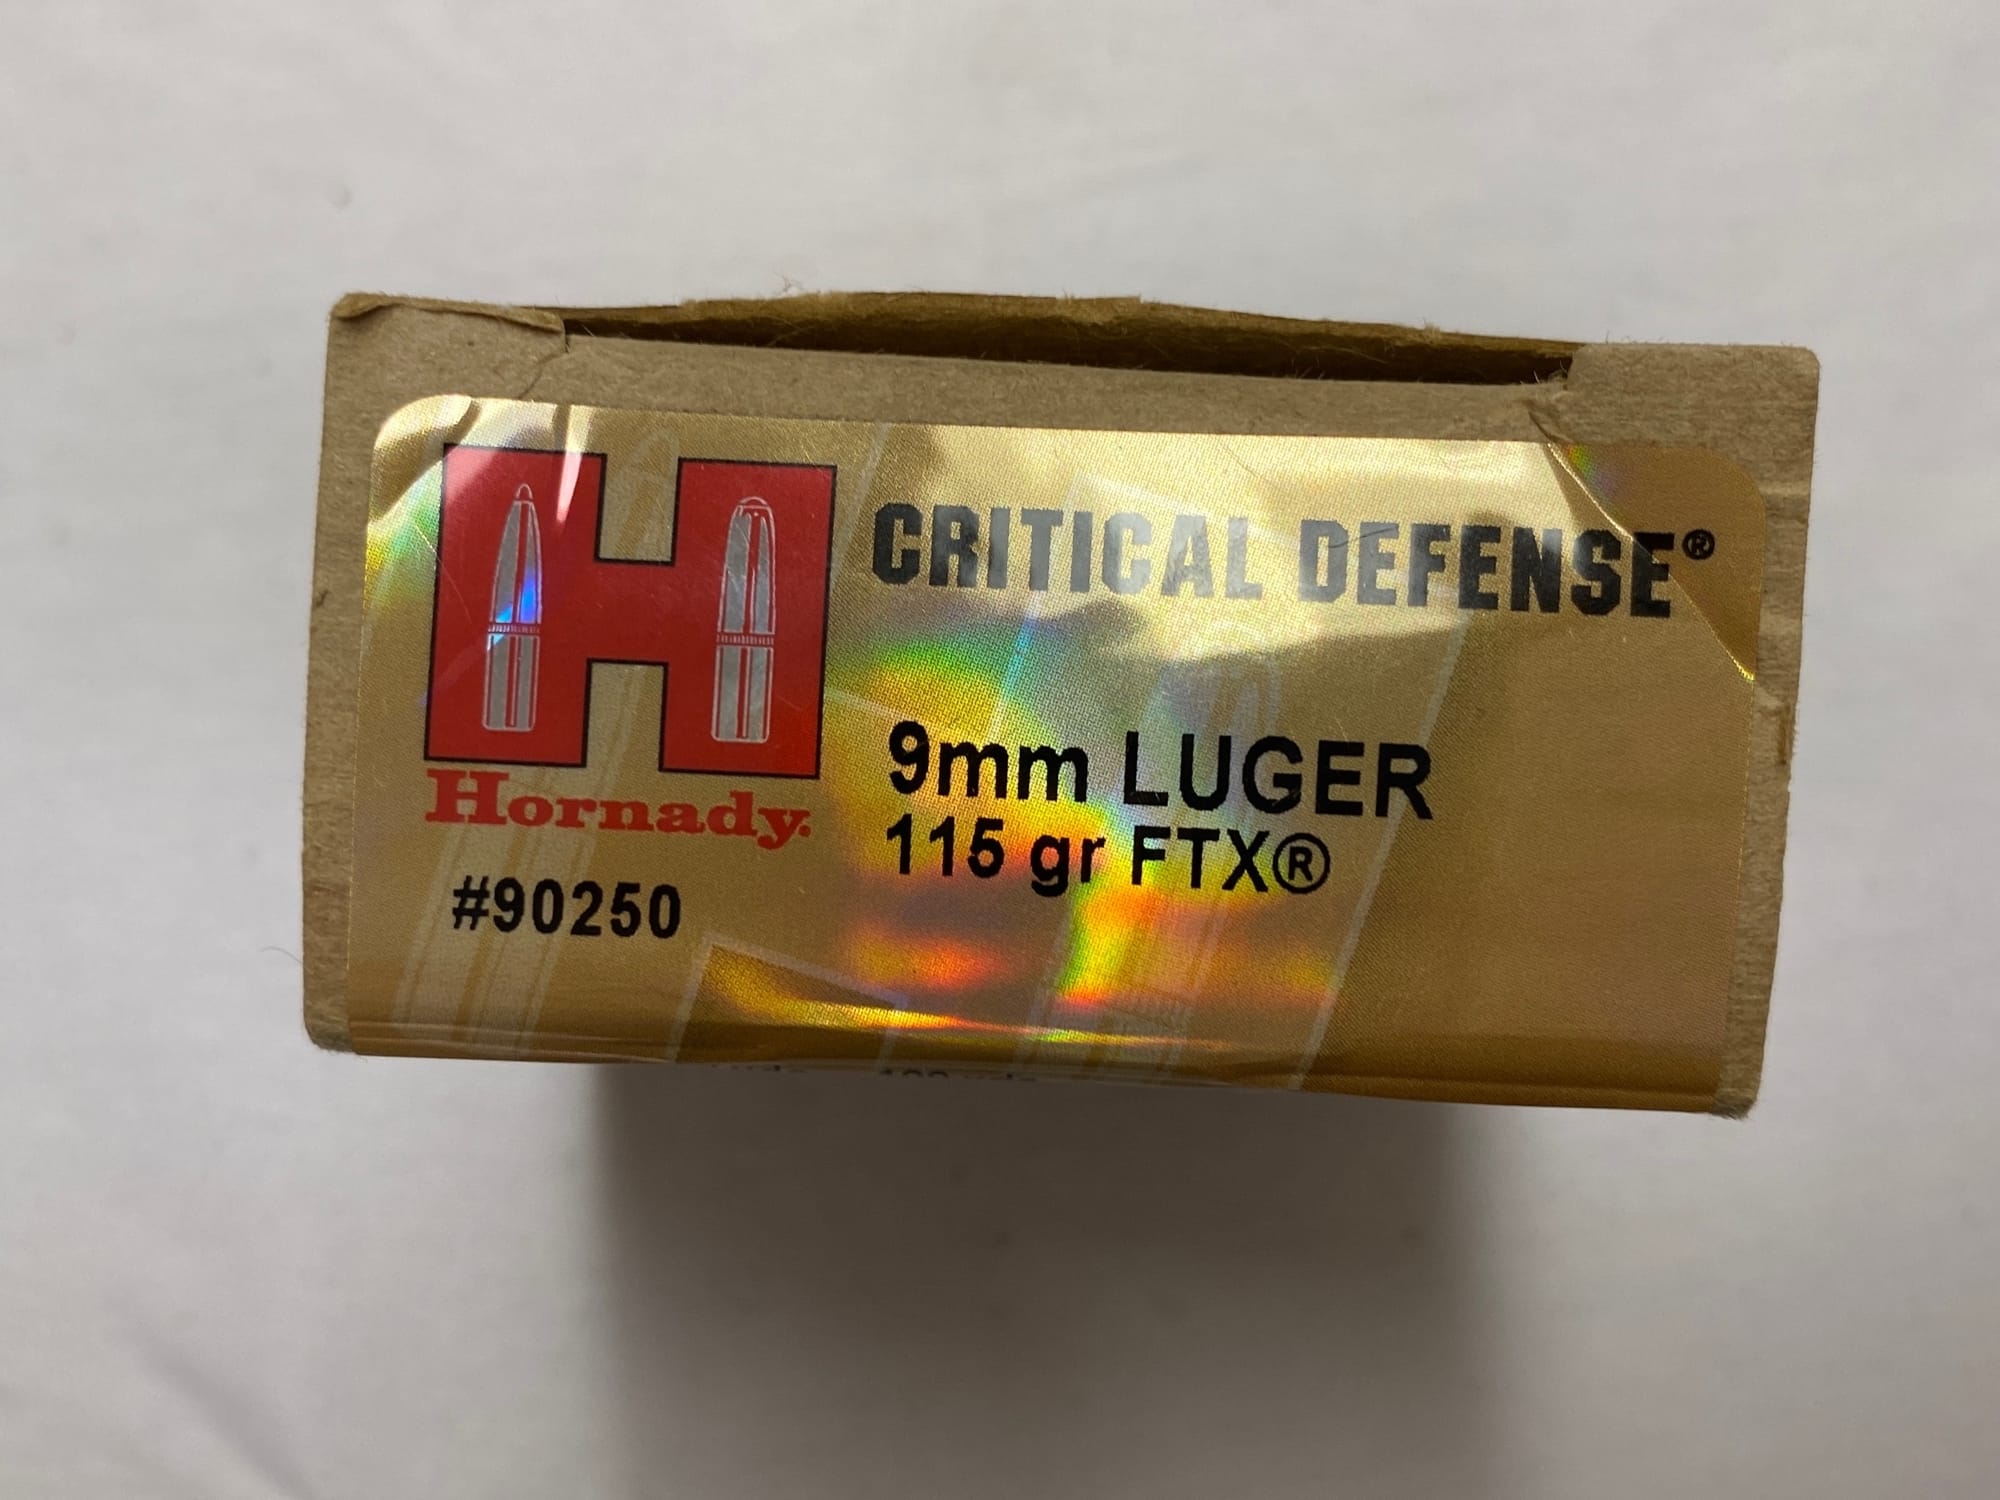 CRITICAL DEFENSE®
Hornady.
9mm LUGER
115 gr FTX®
#90250